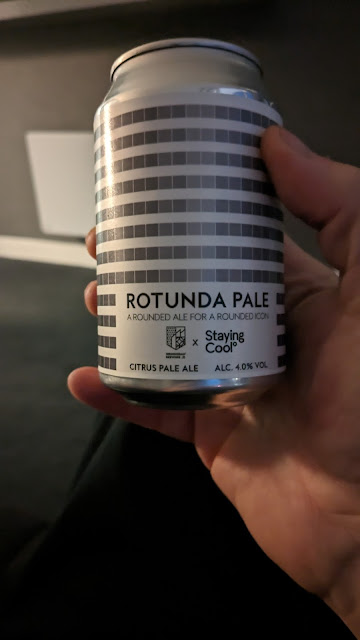 ROTUNDA PALE
A ROUNDED ALE FOR A ROUNDED ICON
x
Staying
Cool°
CITRUS PALE ALE ALC. 4.0% VOL